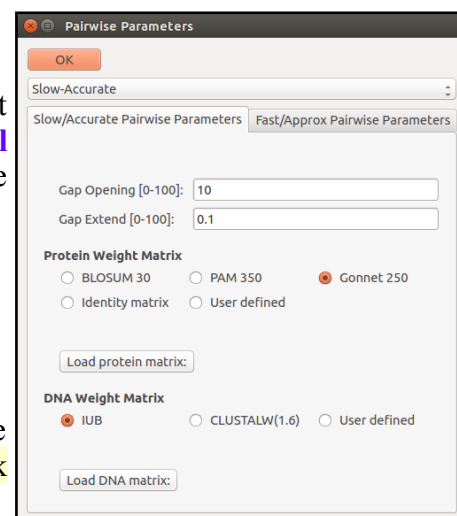 Pairwise Parameters
OK
Slow-Accurate
Slow/Accurate Pairwise Parameters Fast/Approx Pairwise Parameters
Gap Opening [0-100]: 10
Gap Extend [0-100]: 0.1
Protein Weight Matrix
BLOSUM 30 PAM 350 Gonnet 250
Identity matrix User defined
Load protein matrix:
DNA Weight Matrix
IUB CLUSTALW(1.6) User defined
Load DNA matrix: